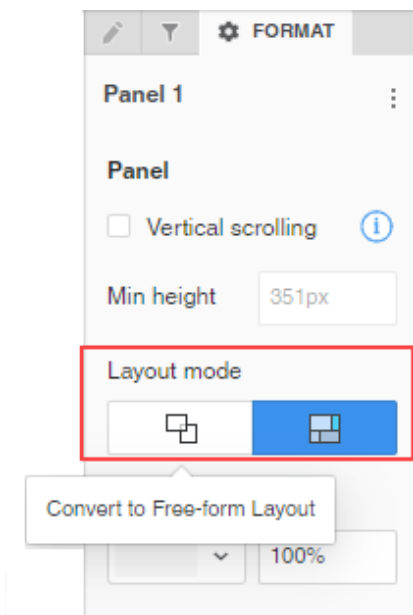 FORMAT
Panel 1
Panel
Vertical scrolling
i
Min height 351px
Layout mode
Convert to Free-form Layout
100%